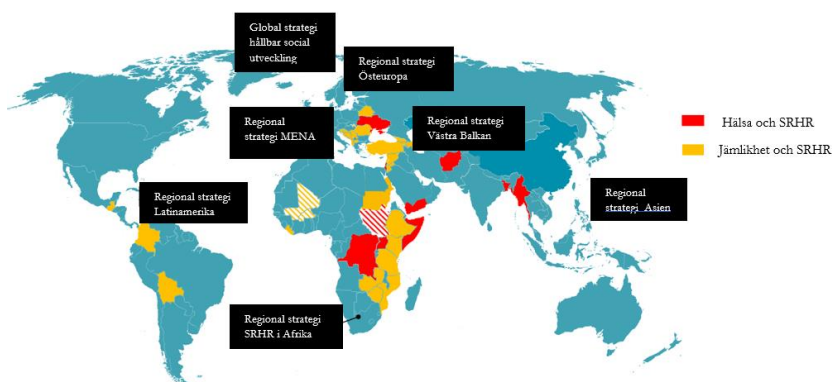 Global strategi
hållbar social
utveckling
Regional strategi
Östeuropa
Regional
strategi MENA
Regional strategi
Västra Balkan
Hälsa och SRHR
Jämlikhet och SRHR
Regional strategi
Latinamerika
Regional
strategi Asien
Regional strategi
SRHR i Afrika